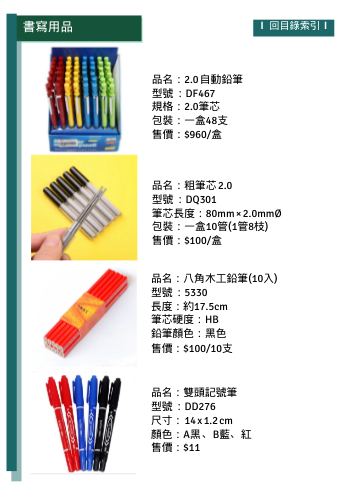 書寫用品
回目錄索引
品名：2.0自動鉛筆
型號：DF467
規格：2.0筆芯
包裝：一盒48支
售價：$960/盒
品名：粗筆芯2.0
型號：DQ301
筆芯長度：80mm×2.0mmØ
包裝：一盒10管(1管8枝)
售價：$100/盒
品名：八角木工鉛筆(10入)
型號：5330
長度：約17.5cm
筆芯硬度：HB
鉛筆顏色：黑色
售價：$100/10支
品名：雙頭記號筆
型號：DD276
尺寸：14x1.2cm
顏色：A黑、B藍、紅
售價：$11